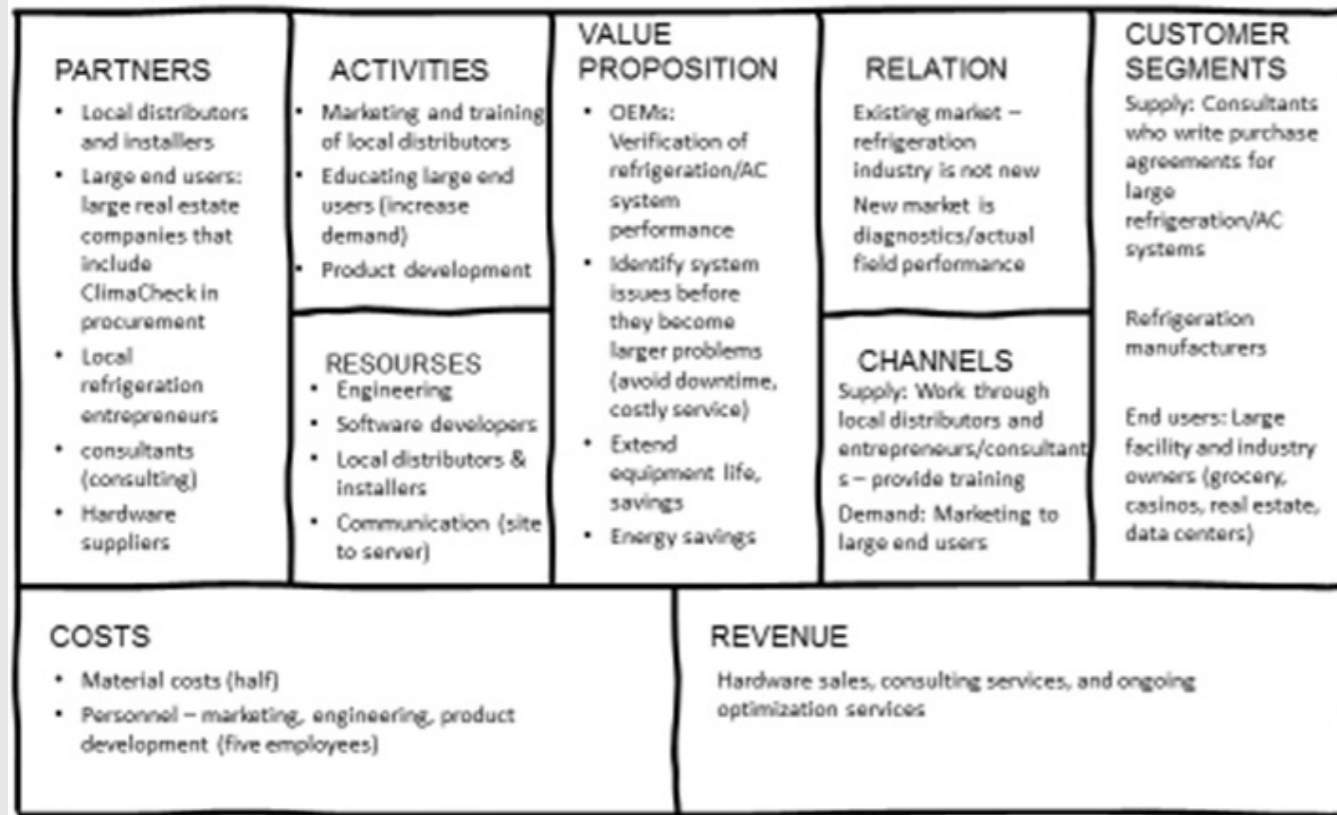 PARTNERS
• Local distributors
and installers
• Large end users:
large real estate
companies that
include
ClimaCheck in
procurement
• Local
refrigeration
entrepreneurs
• consultants
(consulting)
• Hardware
suppliers
ACTIVITIES
• Marketing and training
of local distributors
• Educating large end
users (increase
demand)
• Product development
RESOURSES
• Engineering
• Software developers
• Local distributors &
installers
• Communication (site
to server)
VALUE
PROPOSITION
• OEMs:
Verification of
refrigeration/AC
system
performance
• Identify system
issues before
they become
larger problems
(avoid downtime,
costly service)
• Extend
equipment life,
savings
• Energy savings
RELATION
Existing market –
refrigeration
industry is not new
New market is
diagnostics/actual
field performance
CHANNELS
Supply: Work through
local distributors and
entrepreneurs/consultant
s – provide training
Demand: Marketing to
large end users
CUSTOMER
SEGMENTS
Supply: Consultants
who write purchase
agreements for
large
refrigeration/AC
systems
Refrigeration
manufacturers
End users: Large
facility and industry
owners (grocery,
casinos, real estate,
data centers)
COSTS
• Material costs (half)
• Personnel – marketing, engineering, product
development (five employees)
REVENUE
Hardware sales, consulting services, and ongoing
optimization services